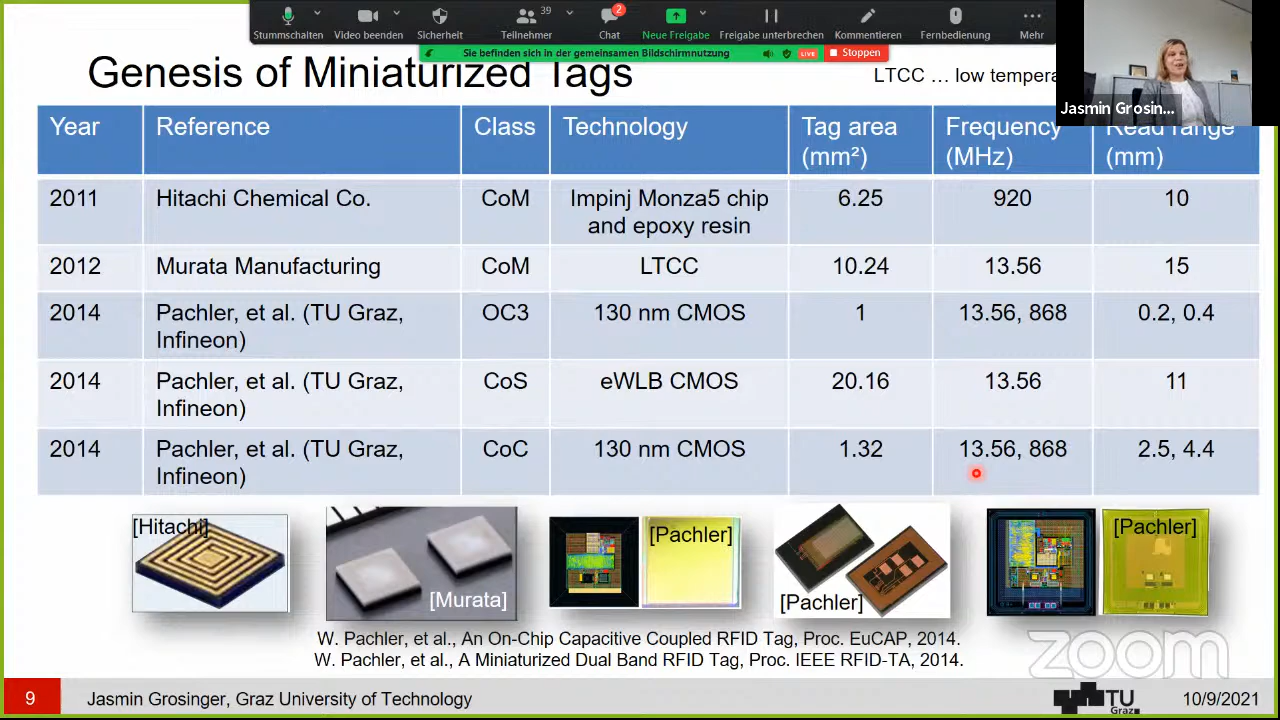 39
2
Stummschalten
Video beenden
Sicherheit
Teilnehmer
Chat
Neue Freigabe
Freigabe unterbrechen
Kommentieren
Fernbedienung
Mehr
Sie befinden sich in der gemeinsamen Bildschirmnutzung LIVE Stoppen
Genesis of Miniaturized Tags
LTCC … low tempera
Jasmin Grosin...
Year Reference Class Technology Tag area (mm²) Frequency (MHz) Read range (mm)
2011 Hitachi Chemical Co. CoM Impinj Monza5 chip and epoxy resin 6.25 920 10
2012 Murata Manufacturing CoM LTCC 10.24 13.56 15
2014 Pachler, et al. (TU Graz, Infineon) OC3 130 nm CMOS 1 13.56, 868 0.2, 0.4
2014 Pachler, et al. (TU Graz, Infineon) CoS eWLB CMOS 20.16 13.56 11
2014 Pachler, et al. (TU Graz, Infineon) CoC 130 nm CMOS 1.32 13.56, 868 2.5, 4.4
[Hitachi]
[Murata]
[Pachler]
[Pachler]
[Pachler]
W. Pachler, et al., An On-Chip Capacitive Coupled RFID Tag, Proc. EuCAP, 2014.
W. Pachler, et al., A Miniaturized Dual Band RFID Tag, Proc. IEEE RFID-TA, 2014.
zoom
9 Jasmin Grosinger, Graz University of Technology
TU Graz
10/9/2021